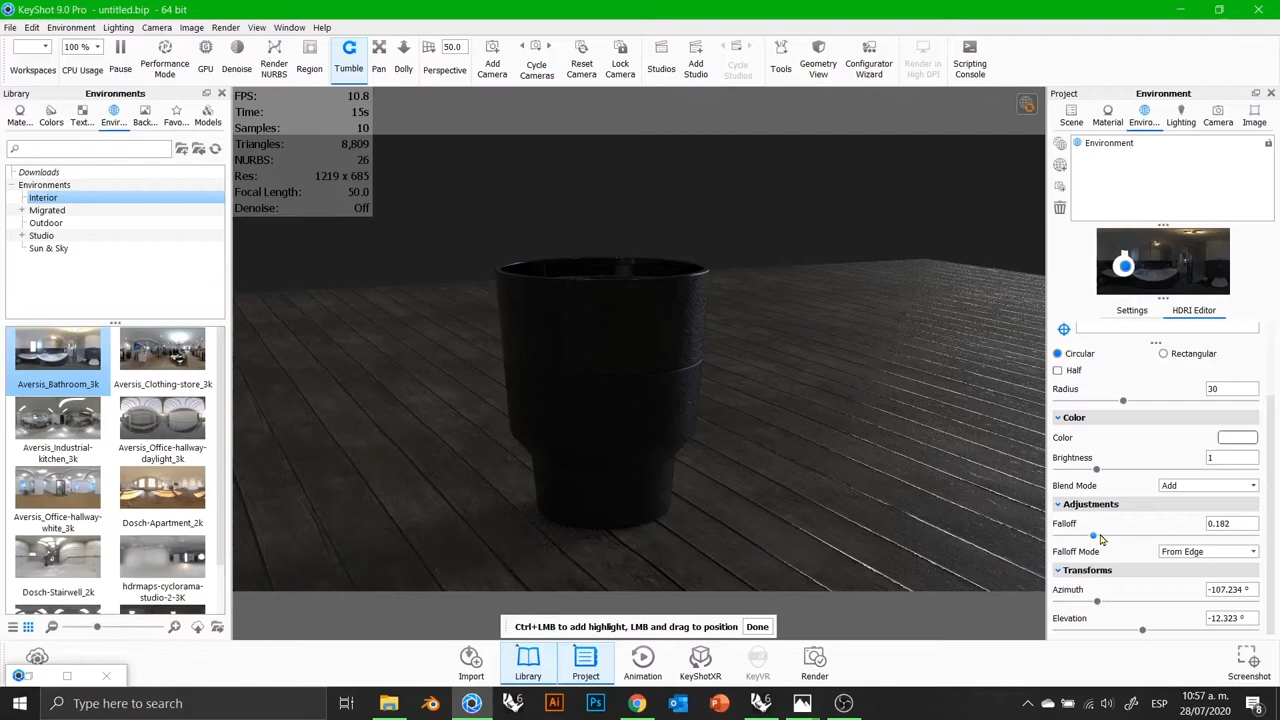 KeyShot 9.0 Pro - untitled.bip - 64 bit
File Edit Environment Lighting Camera Image Render View Window Help
100 %
50.0
Workspaces CPU Usage Pause Performance Mode GPU Denoise Render NURBS Region Tumble Pan Dolly Perspective Add Camera Cycle Cameras Reset Camera Lock Camera Studios Add Studio Cycle Studios Tools Geometry View Configurator Wizard Render in High DPI Scripting Console
Library Environments
Mate... Colors Text... Envir... Back... Favo... Models
Downloads
Environments
Interior
Migrated
Outdoor
Studio
Sun & Sky
Aversis_Bathroom_3k
Aversis_Clothing-store_3k
Aversis_Industrial-kitchen_3k
Aversis_Office-hallway-daylight_3k
Aversis_Office-hallway-white_3k
Dosch-Apartment_2k
Dosch-Stairwell_2k
hdrmaps-cyclorama-studio-2-3K
FPS: 10.8
Time: 15s
Samples: 10
Triangles: 8,809
NURBS: 26
Res: 1219 x 685
Focal Length: 50.0
Denoise: Off
Ctrl+LMB to add highlight, LMB and drag to position Done
Project Environment
Scene Material Enviro... Lighting Camera Image
Environment
Settings HDRI Editor
Circular Rectangular
Half
Radius 30
Color
Color
Brightness 1
Blend Mode Add
Adjustments
Falloff 0.182
Falloff Mode From Edge
Transforms
Azimuth -107.234 °
Elevation -12.323 °
Import Library Project Animation KeyShotXR KeyVR Render Screenshot
Type here to search
Ai Ps
ESP
10:57 a. m.
28/07/2020
8